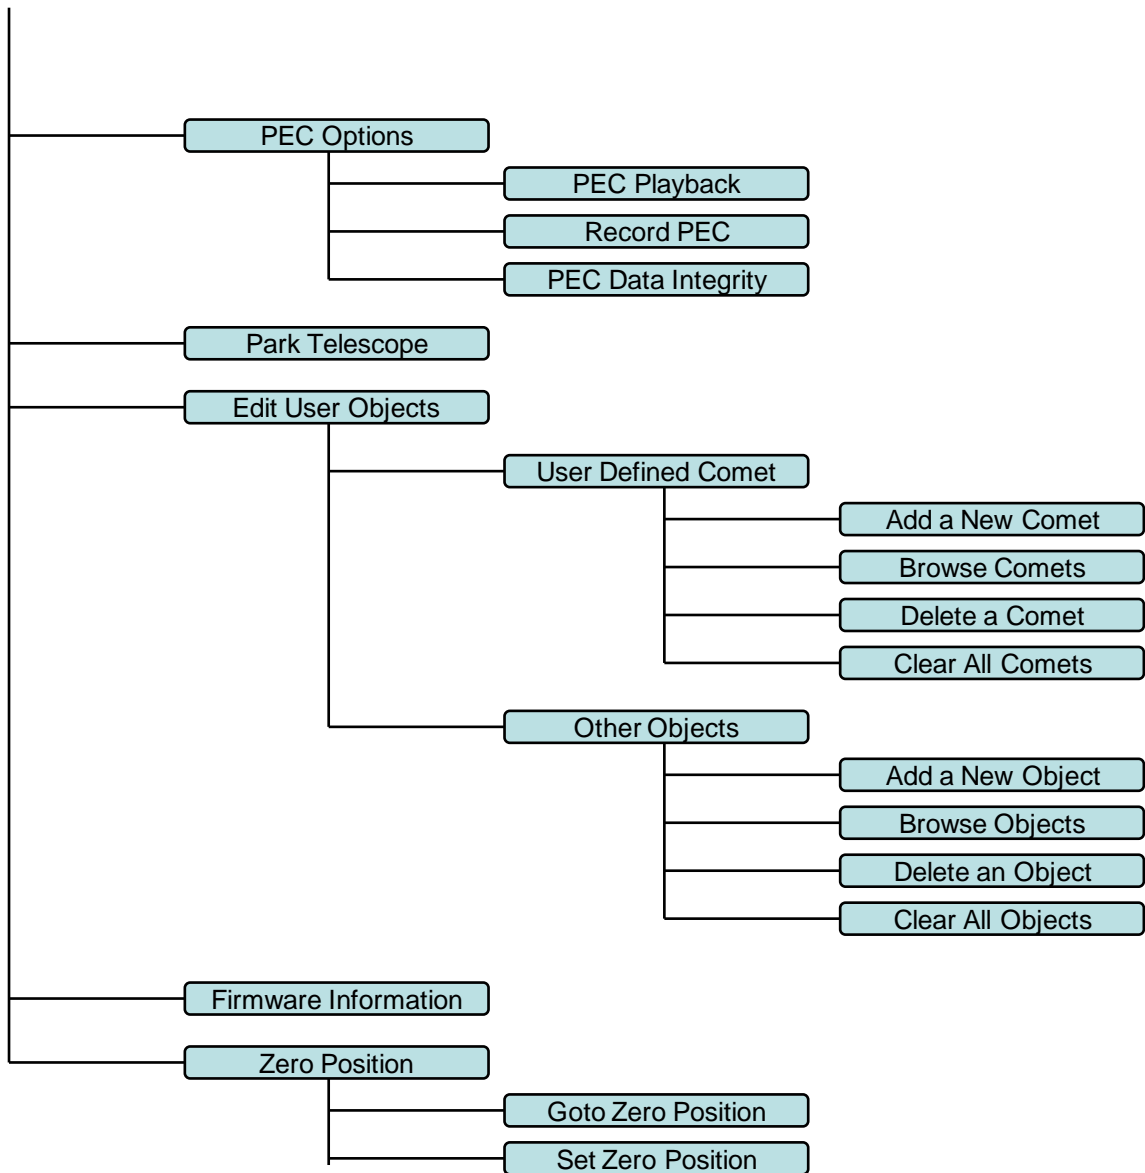 PEC Options
PEC Playback
Record PEC
PEC Data Integrity
Park Telescope
Edit User Objects
User Defined Comet
Add a New Comet
Browse Comets
Delete a Comet
Clear All Comets
Other Objects
Add a New Object
Browse Objects
Delete an Object
Clear All Objects
Firmware Information
Zero Position
Goto Zero Position
Set Zero Position